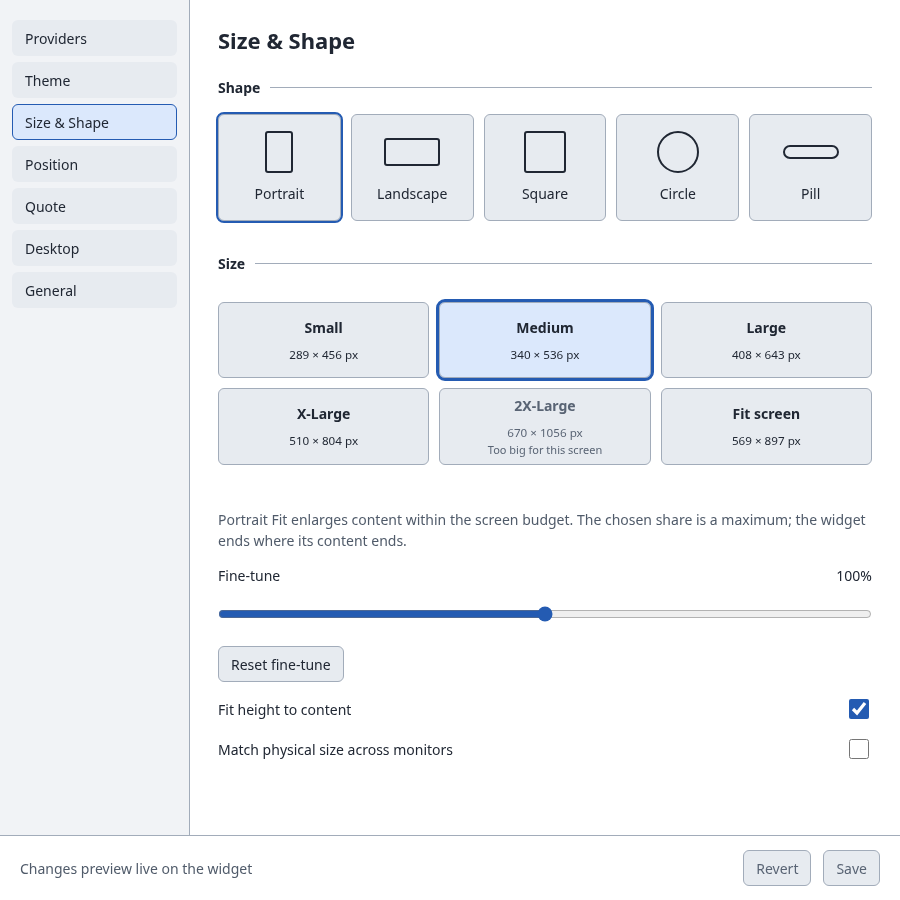 Providers
Theme
Size & Shape
Position
Quote
Desktop
General
Size & Shape
Shape
Portrait
Landscape
Square
Circle
Pill
Size
Small
289 × 456 px
Medium
340 × 536 px
Large
408 × 643 px
X-Large
510 × 804 px
2X-Large
670 × 1056 px
Too big for this screen
Fit screen
569 × 897 px
Portrait Fit enlarges content within the screen budget. The chosen share is a maximum; the widget
ends where its content ends.
Fine-tune
100%
Reset fine-tune
Fit height to content
Match physical size across monitors
Changes preview live on the widget
Revert
Save